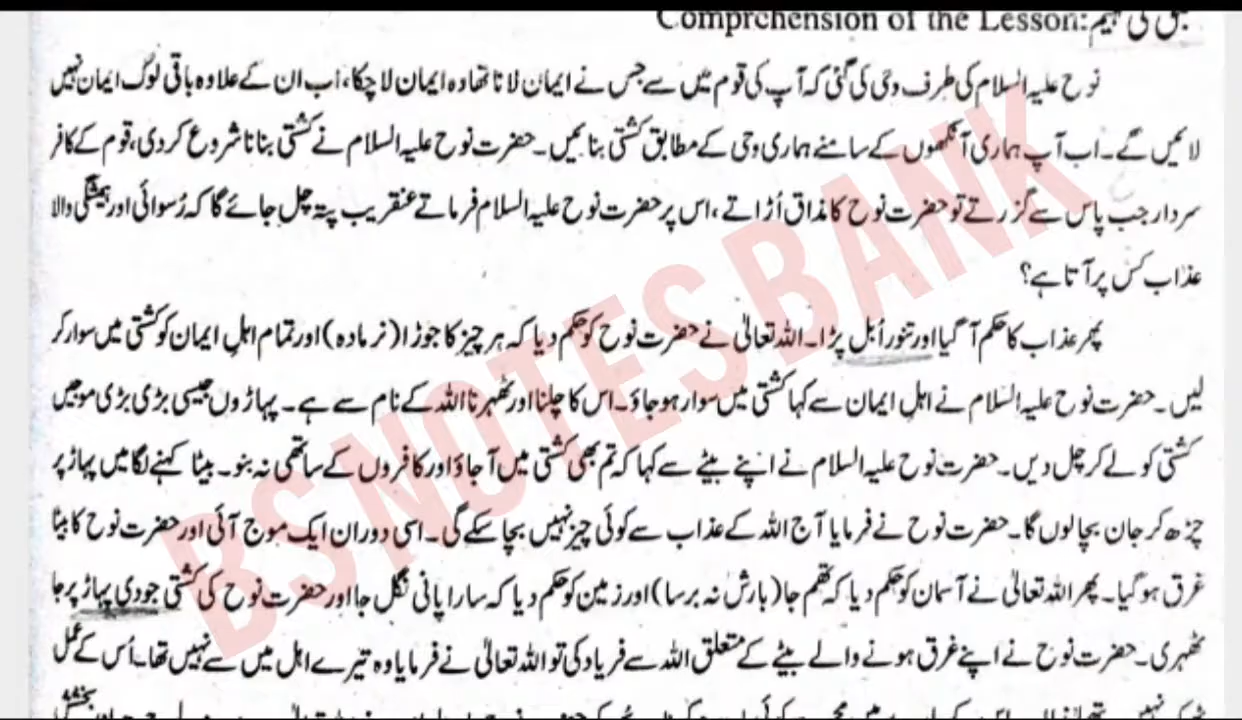 سبق کی تفہیم:Comprehension of the Lesson
نوح علیہ السلام کی طرف وحی کی گئی کہ آپ کی قوم میں سے جس نے ایمان لانا تھا وہ ایمان لا چکا، اب ان کے علاوہ باقی لوگ ایمان نہیں
لائیں گے۔ اب آپ ہماری آنکھوں کے سامنے ہماری وحی کے مطابق کشتی بنائیں۔ حضرت نوح علیہ السلام نے کشتی بنانا شروع کر دی، قوم کے کافر
سردار جب پاس سے گزرتے تو حضرت نوح کا مذاق اُڑاتے، اس پر حضرت نوح علیہ السلام فرماتے عنقریب پتہ چل جائے گا کہ رُسوائی اور ہمیشگی والا
عذاب کس پر آتا ہے؟
پھر عذاب کا حکم آ گیا اور تنور اُبل پڑا۔ اللہ تعالیٰ نے حضرت نوح کو حکم دیا کہ ہر چیز کا جوڑا (نر مادہ) اور تمام اہلِ ایمان کو کشتی میں سوار کر
لیں۔ حضرت نوح علیہ السلام نے اہلِ ایمان سے کہا کشتی میں سوار ہو جاؤ۔ اس کا چلنا اور ٹھہرنا اللہ کے نام سے ہے۔ پہاڑوں جیسی بڑی بڑی موجیں
کشتی کو لے کر چل دیں۔ حضرت نوح علیہ السلام نے اپنے بیٹے سے کہا کہ تم بھی کشتی میں آ جاؤ اور کافروں کے ساتھی نہ بنو۔ بیٹا کہنے لگا میں پہاڑ پر
چڑھ کر جان بچا لوں گا۔ حضرت نوح نے فرمایا آج اللہ کے عذاب سے کوئی چیز نہیں بچا سکے گی۔ اسی دوران ایک موج آئی اور حضرت نوح کا بیٹا
غرق ہو گیا۔ پھر اللہ تعالیٰ نے آسمان کو حکم دیا کہ تھم جا (بارش نہ برسا) اور زمین کو حکم دیا کہ سارا پانی نگل جا اور حضرت نوح کی کشتی جودی پہاڑ پر جا
ٹھہری۔ حضرت نوح نے اپنے غرق ہونے والے بیٹے کے متعلق اللہ سے فریاد کی تو اللہ تعالیٰ نے فرمایا وہ تیرے اہل میں سے نہیں تھا۔ اُس کے عمل
BSNOTESBANK